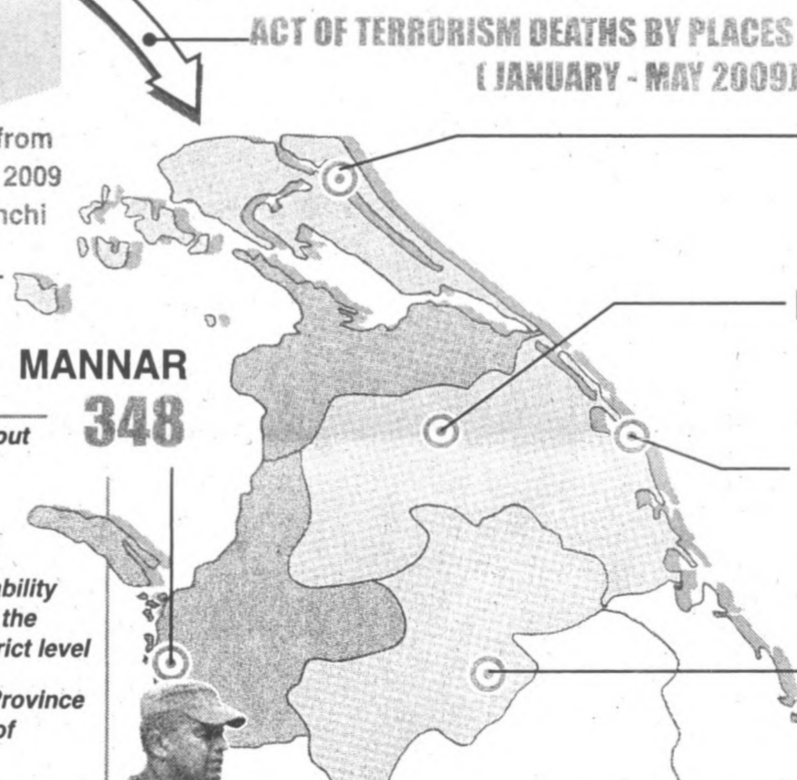 ACT OF TERRORISM DEATHS BY PLACES
( JANUARY - MAY 2009)
from
2009
nchi
MANNAR
348
out
ability
the
rict level
Province
of